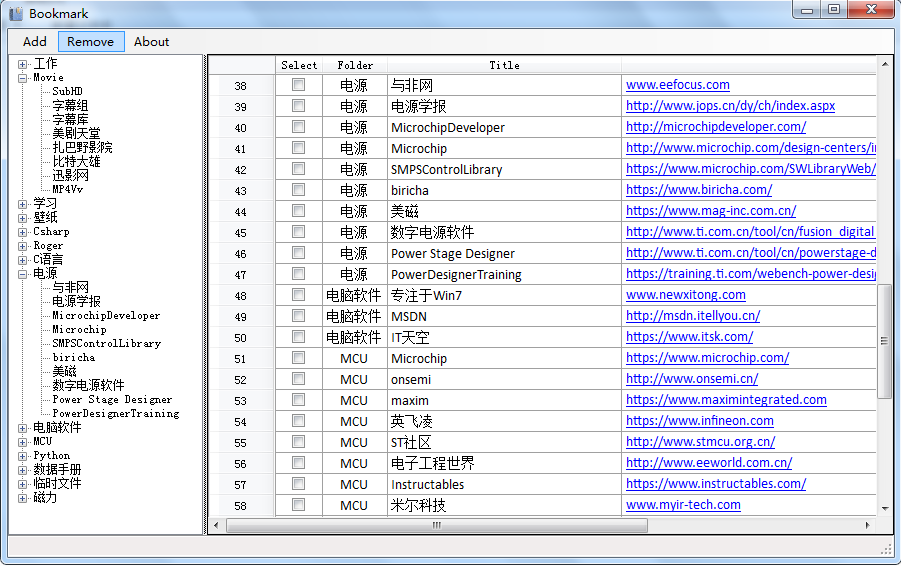 Bookmark
Add Remove About
工作
Movie
SubHD
字幕组
字幕库
美剧天堂
扎巴野影院
比特大雄
迅影网
MP4Vv
学习
壁纸
Csharp
Roger
C语言
电源
与非网
电源学报
MicrochipDeveloper
Microchip
SMPSControlLibrary
biricha
美磁
数字电源软件
Power Stage Designer
PowerDesignerTraining
电脑软件
MCU
Python
数据手册
临时文件
磁力
Select Folder Title
38 电源 与非网 www.eefocus.com
39 电源 电源学报 http://www.jops.cn/dy/ch/index.aspx
40 电源 MicrochipDeveloper http://microchipdeveloper.com/
41 电源 Microchip http://www.microchip.com/design-centers/in
42 电源 SMPSControlLibrary http://www.microchip.com/SWLibraryWeb/
43 电源 biricha https://www.biricha.com/
44 电源 美磁 https://www.mag-inc.com.cn/
45 电源 数字电源软件 http://www.ti.com.cn/tool/cn/fusion_digital
46 电源 Power Stage Designer http://www.ti.com.cn/tool/cn/powerstage-d
47 电源 PowerDesignerTraining https://training.ti.com/webench-power-desig
48 电脑软件 专注于Win7 www.newxitong.com
49 电脑软件 MSDN http://msdn.itellyou.cn/
50 电脑软件 IT天空 https://www.itsk.com/
51 MCU Microchip https://www.microchip.com/
52 MCU onsemi http://www.onsemi.cn/
53 MCU maxim https://www.maximintegrated.com
54 MCU 英飞凌 https://www.infineon.com
55 MCU ST社区 http://www.stmcu.org.cn/
56 MCU 电子工程世界 http://www.eeworld.com.cn/
57 MCU Instructables https://www.instructables.com/
58 MCU 米尔科技 www.myir-tech.com